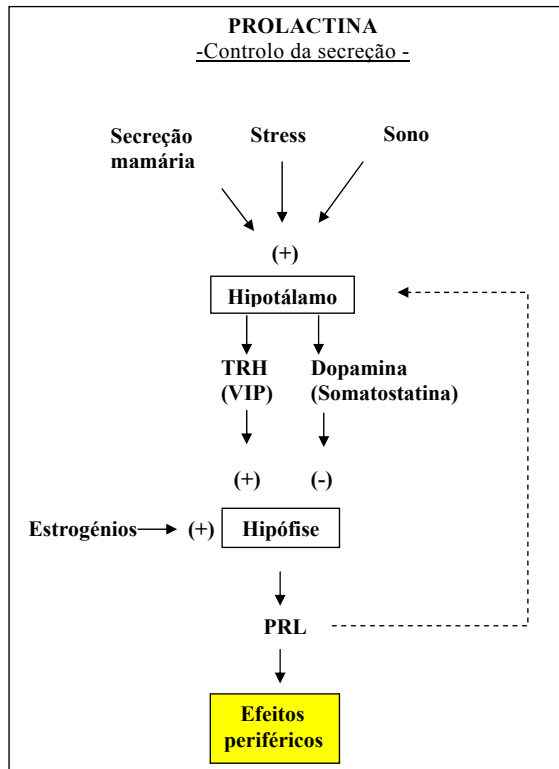 PROLACTINA
-Controlo da secreção -
Secreção
mamária
Stress
Sono
(+)
Hipotálamo
TRH
(VIP)
Dopamina
(Somatostatina)
(+)
(-)
Estrogénios
(+)
Hipófise
PRL
Efeitos
periféricos